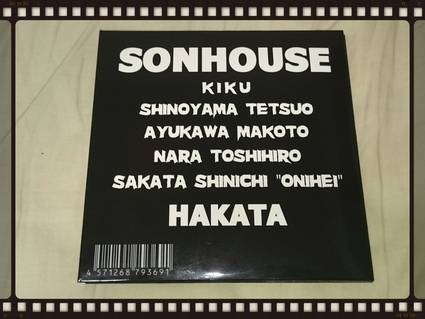 SONHOUSE
KIKU
SHINOYAMA TETSUO
AYUKAWA MAKOTO
NARA TOSHIHIRO
SAKATA SHINICHI "ONIHEI"
HAKATA
4 571268 793691